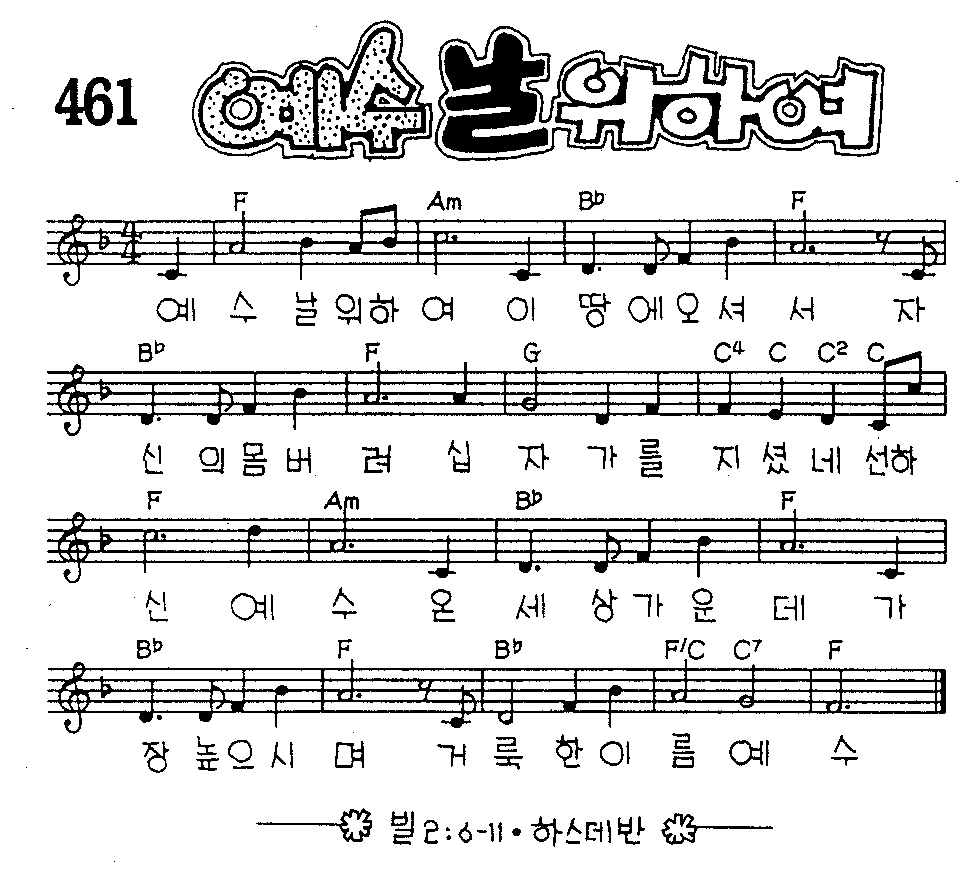 461 예수 날 위하여
F Am B♭ F
4/4
예 수 날 위 하 여 이 땅 에 오 셔 서 자
B♭ F G C4 C C2 C
신 의 몸 버 려 십 자 가 를 지 셨 네 선 하
F Am B♭ F
신 예 수 온 세 상 가 운 데 가
B♭ F B♭ F/C C7 F
장 높 으 시 며 거 룩 한 이 름 예 수
빌 2:6-11 • 하스데반